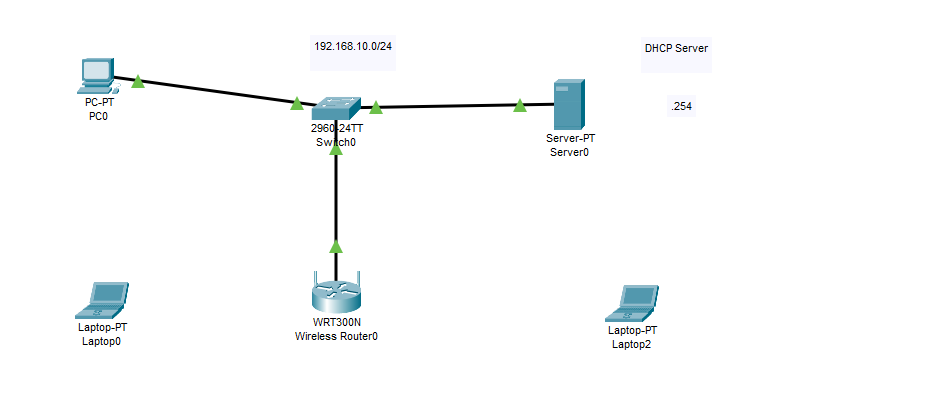 192.168.10.0/24
DHCP Server
PC-PT
PC0
2960-24TT
Switch0
.254
Server-PT
Server0
Laptop-PT
Laptop0
WRT300N
Wireless Router0
Laptop-PT
Laptop2